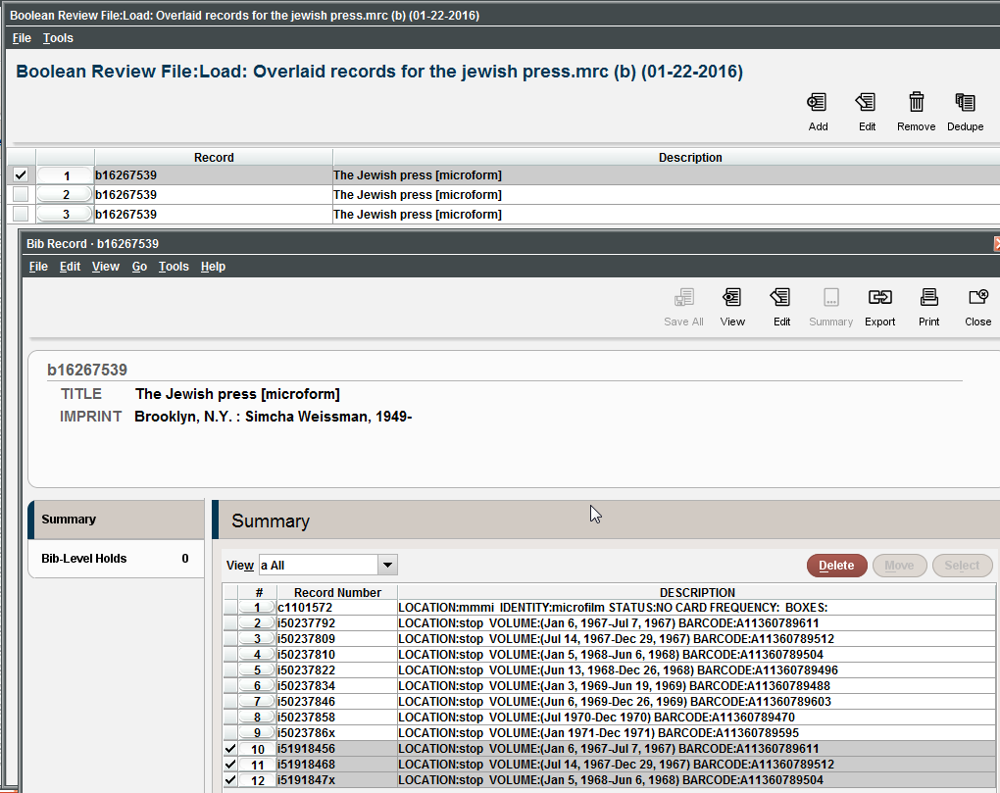 Boolean Review File:Load: Overlaid records for the jewish press.mrc (b) (01-22-2016)
File Tools
Boolean Review File:Load: Overlaid records for the jewish press.mrc (b) (01-22-2016)
Add Edit Remove Dedupe
Record Description
1 b16267539 The Jewish press [microform]
2 b16267539 The Jewish press [microform]
3 b16267539 The Jewish press [microform]
Bib Record · b16267539
File Edit View Go Tools Help
Save All View Edit Summary Export Print Close
b16267539
TITLE The Jewish press [microform]
IMPRINT Brooklyn, N.Y. : Simcha Weissman, 1949-
Summary
Bib-Level Holds 0
Summary
View a All Delete Move Select
# Record Number DESCRIPTION
1 c1101572 LOCATION:mmmi IDENTITY:microfilm STATUS:NO CARD FREQUENCY: BOXES:
2 i50237792 LOCATION:stop VOLUME:(Jan 6, 1967-Jul 7, 1967) BARCODE:A11360789611
3 i50237809 LOCATION:stop VOLUME:(Jul 14, 1967-Dec 29, 1967) BARCODE:A11360789512
4 i50237810 LOCATION:stop VOLUME:(Jan 5, 1968-Jun 6, 1968) BARCODE:A11360789504
5 i50237822 LOCATION:stop VOLUME:(Jun 13, 1968-Dec 26, 1968) BARCODE:A11360789496
6 i50237834 LOCATION:stop VOLUME:(Jan 3, 1969-Jun 19, 1969) BARCODE:A11360789488
7 i50237846 LOCATION:stop VOLUME:(Jun 6, 1969-Dec 26, 1969) BARCODE:A11360789603
8 i50237858 LOCATION:stop VOLUME:(Jul 1970-Dec 1970) BARCODE:A11360789470
9 i5023786x LOCATION:stop VOLUME:(Jan 1971-Dec 1971) BARCODE:A11360789595
10 i51918456 LOCATION:stop VOLUME:(Jan 6, 1967-Jul 7, 1967) BARCODE:A11360789611
11 i51918468 LOCATION:stop VOLUME:(Jul 14, 1967-Dec 29, 1967) BARCODE:A11360789512
12 i5191847x LOCATION:stop VOLUME:(Jan 5, 1968-Jun 6, 1968) BARCODE:A11360789504